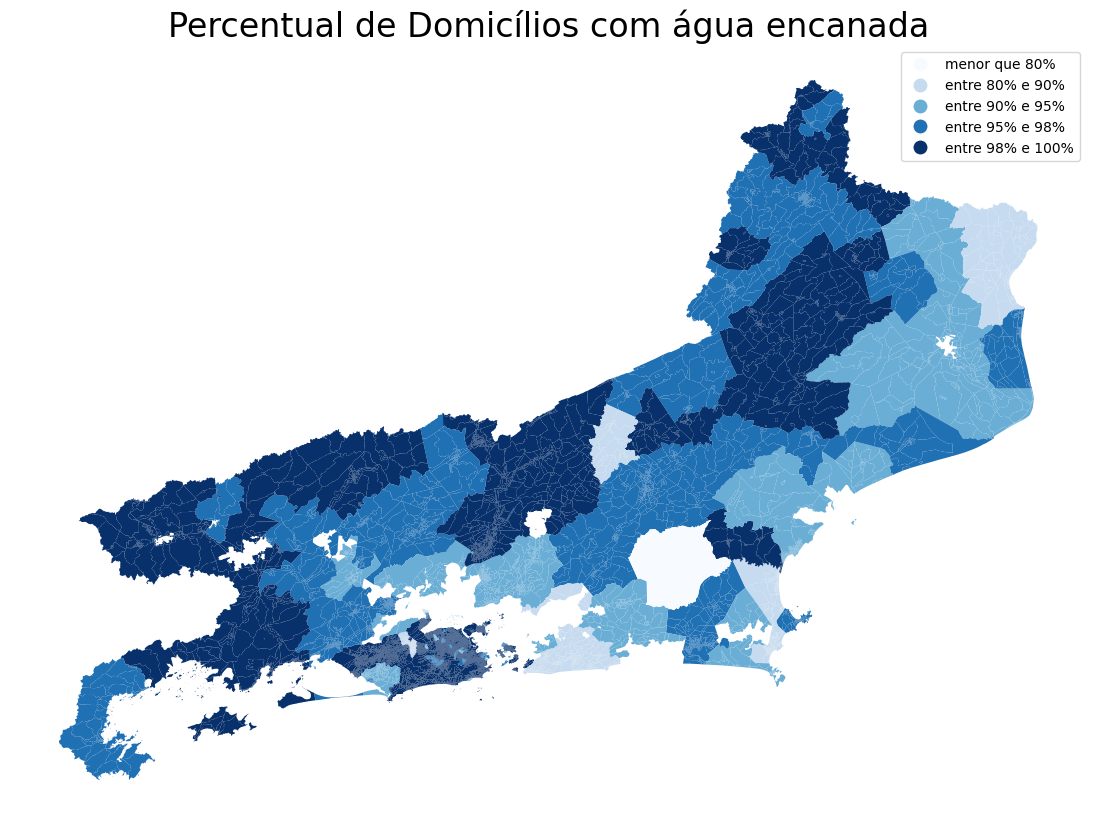 Percentual de Domicílios com água encanada
menor que 80%
entre 80% e 90%
entre 90% e 95%
entre 95% e 98%
entre 98% e 100%